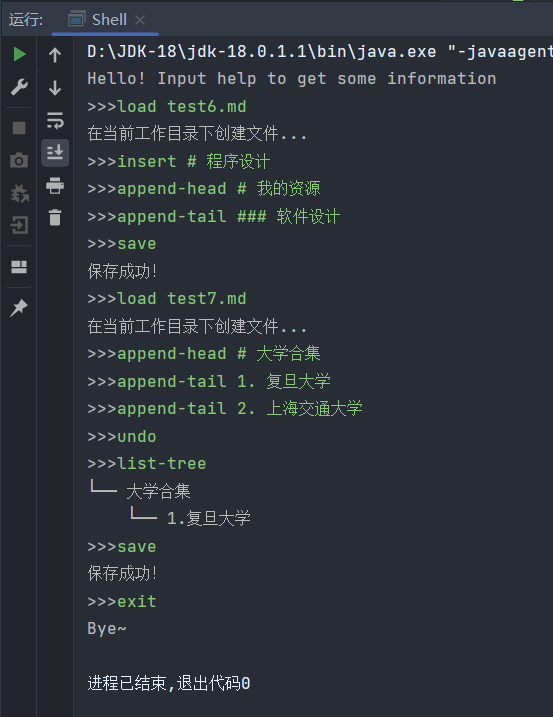 运行: Shell
D:\JDK-18\jdk-18.0.1.1\bin\java.exe "-javaagent
Hello! Input help to get some information
>>>load test6.md
在当前工作目录下创建文件...
>>>insert # 程序设计
>>>append-head # 我的资源
>>>append-tail ### 软件设计
>>>save
保存成功!
>>>load test7.md
在当前工作目录下创建文件...
>>>append-head # 大学合集
>>>append-tail 1. 复旦大学
>>>append-tail 2. 上海交通大学
>>>undo
>>>list-tree
└── 大学合集
    └── 1.复旦大学
>>>save
保存成功!
>>>exit
Bye~
进程已结束,退出代码0